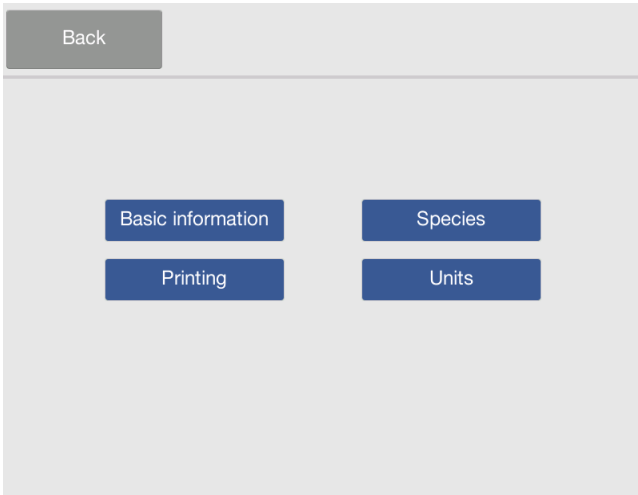 Back
Basic information
Species
Printing
Units